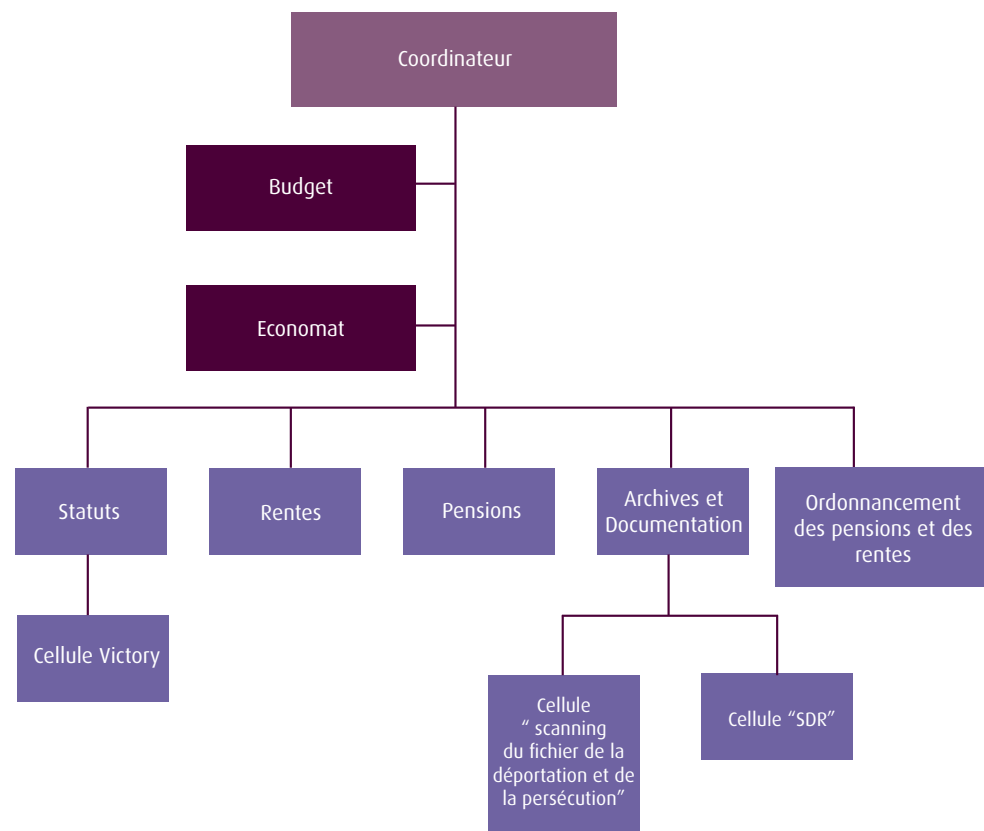 Coordinateur
Budget
Economat
Statuts
Rentes
Pensions
Archives et
Documentation
Ordonnancement
des pensions et des
rentes
Cellule Victory
Cellule
“ scanning
du fichier de la
déportation et de
la persécution”
Cellule “SDR”